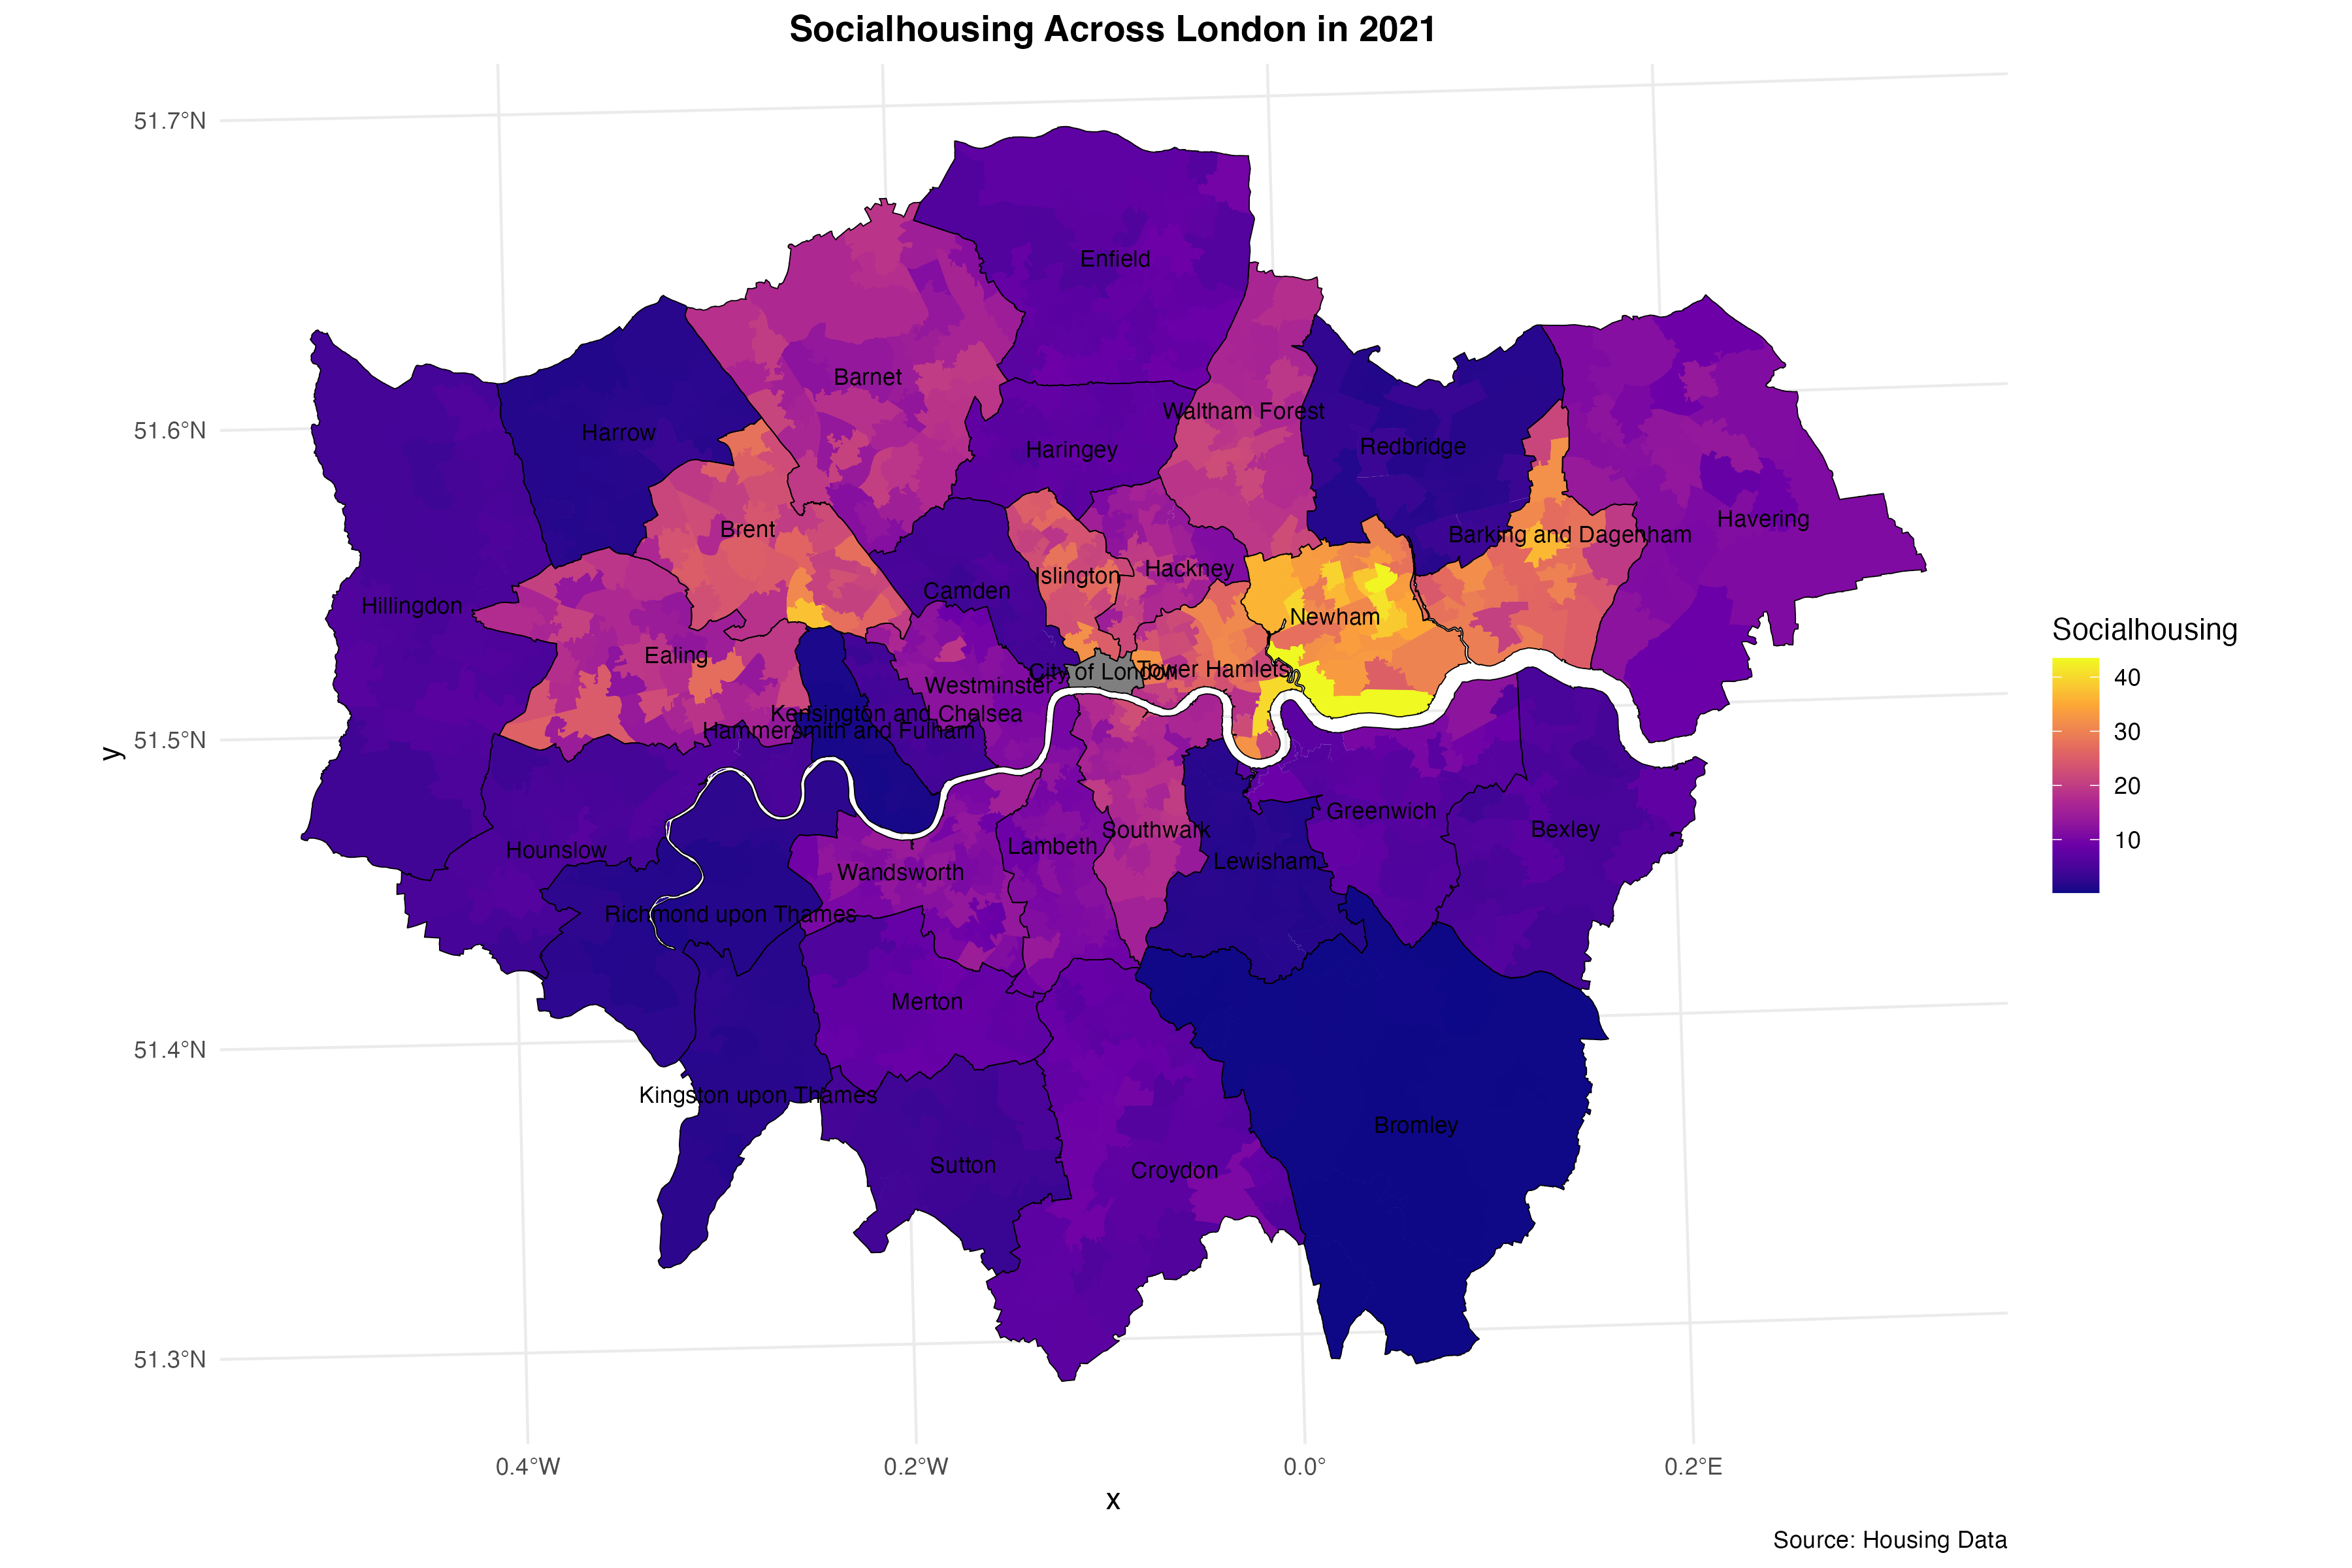 Socialhousing Across London in 2021
51.7°N
51.6°N
51.5°N
51.4°N
51.3°N
y
Enfield
Barnet
Waltham Forest
Harrow
Redbridge
Haringey
Havering
Brent
Barking and Dagenham
Hackney
Islington
Camden
Hillingdon
Newham
Ealing
City of London
Tower Hamlets
Westminster
Kensington and Chelsea
Hammersmith and Fulham
Greenwich
Southwark
Bexley
Lambeth
Hounslow
Lewisham
Wandsworth
Richmond upon Thames
Merton
Kingston upon Thames
Bromley
Sutton
Croydon
Socialhousing
40
30
20
10
0.4°W
0.2°W
0.0°
0.2°E
x
Source: Housing Data